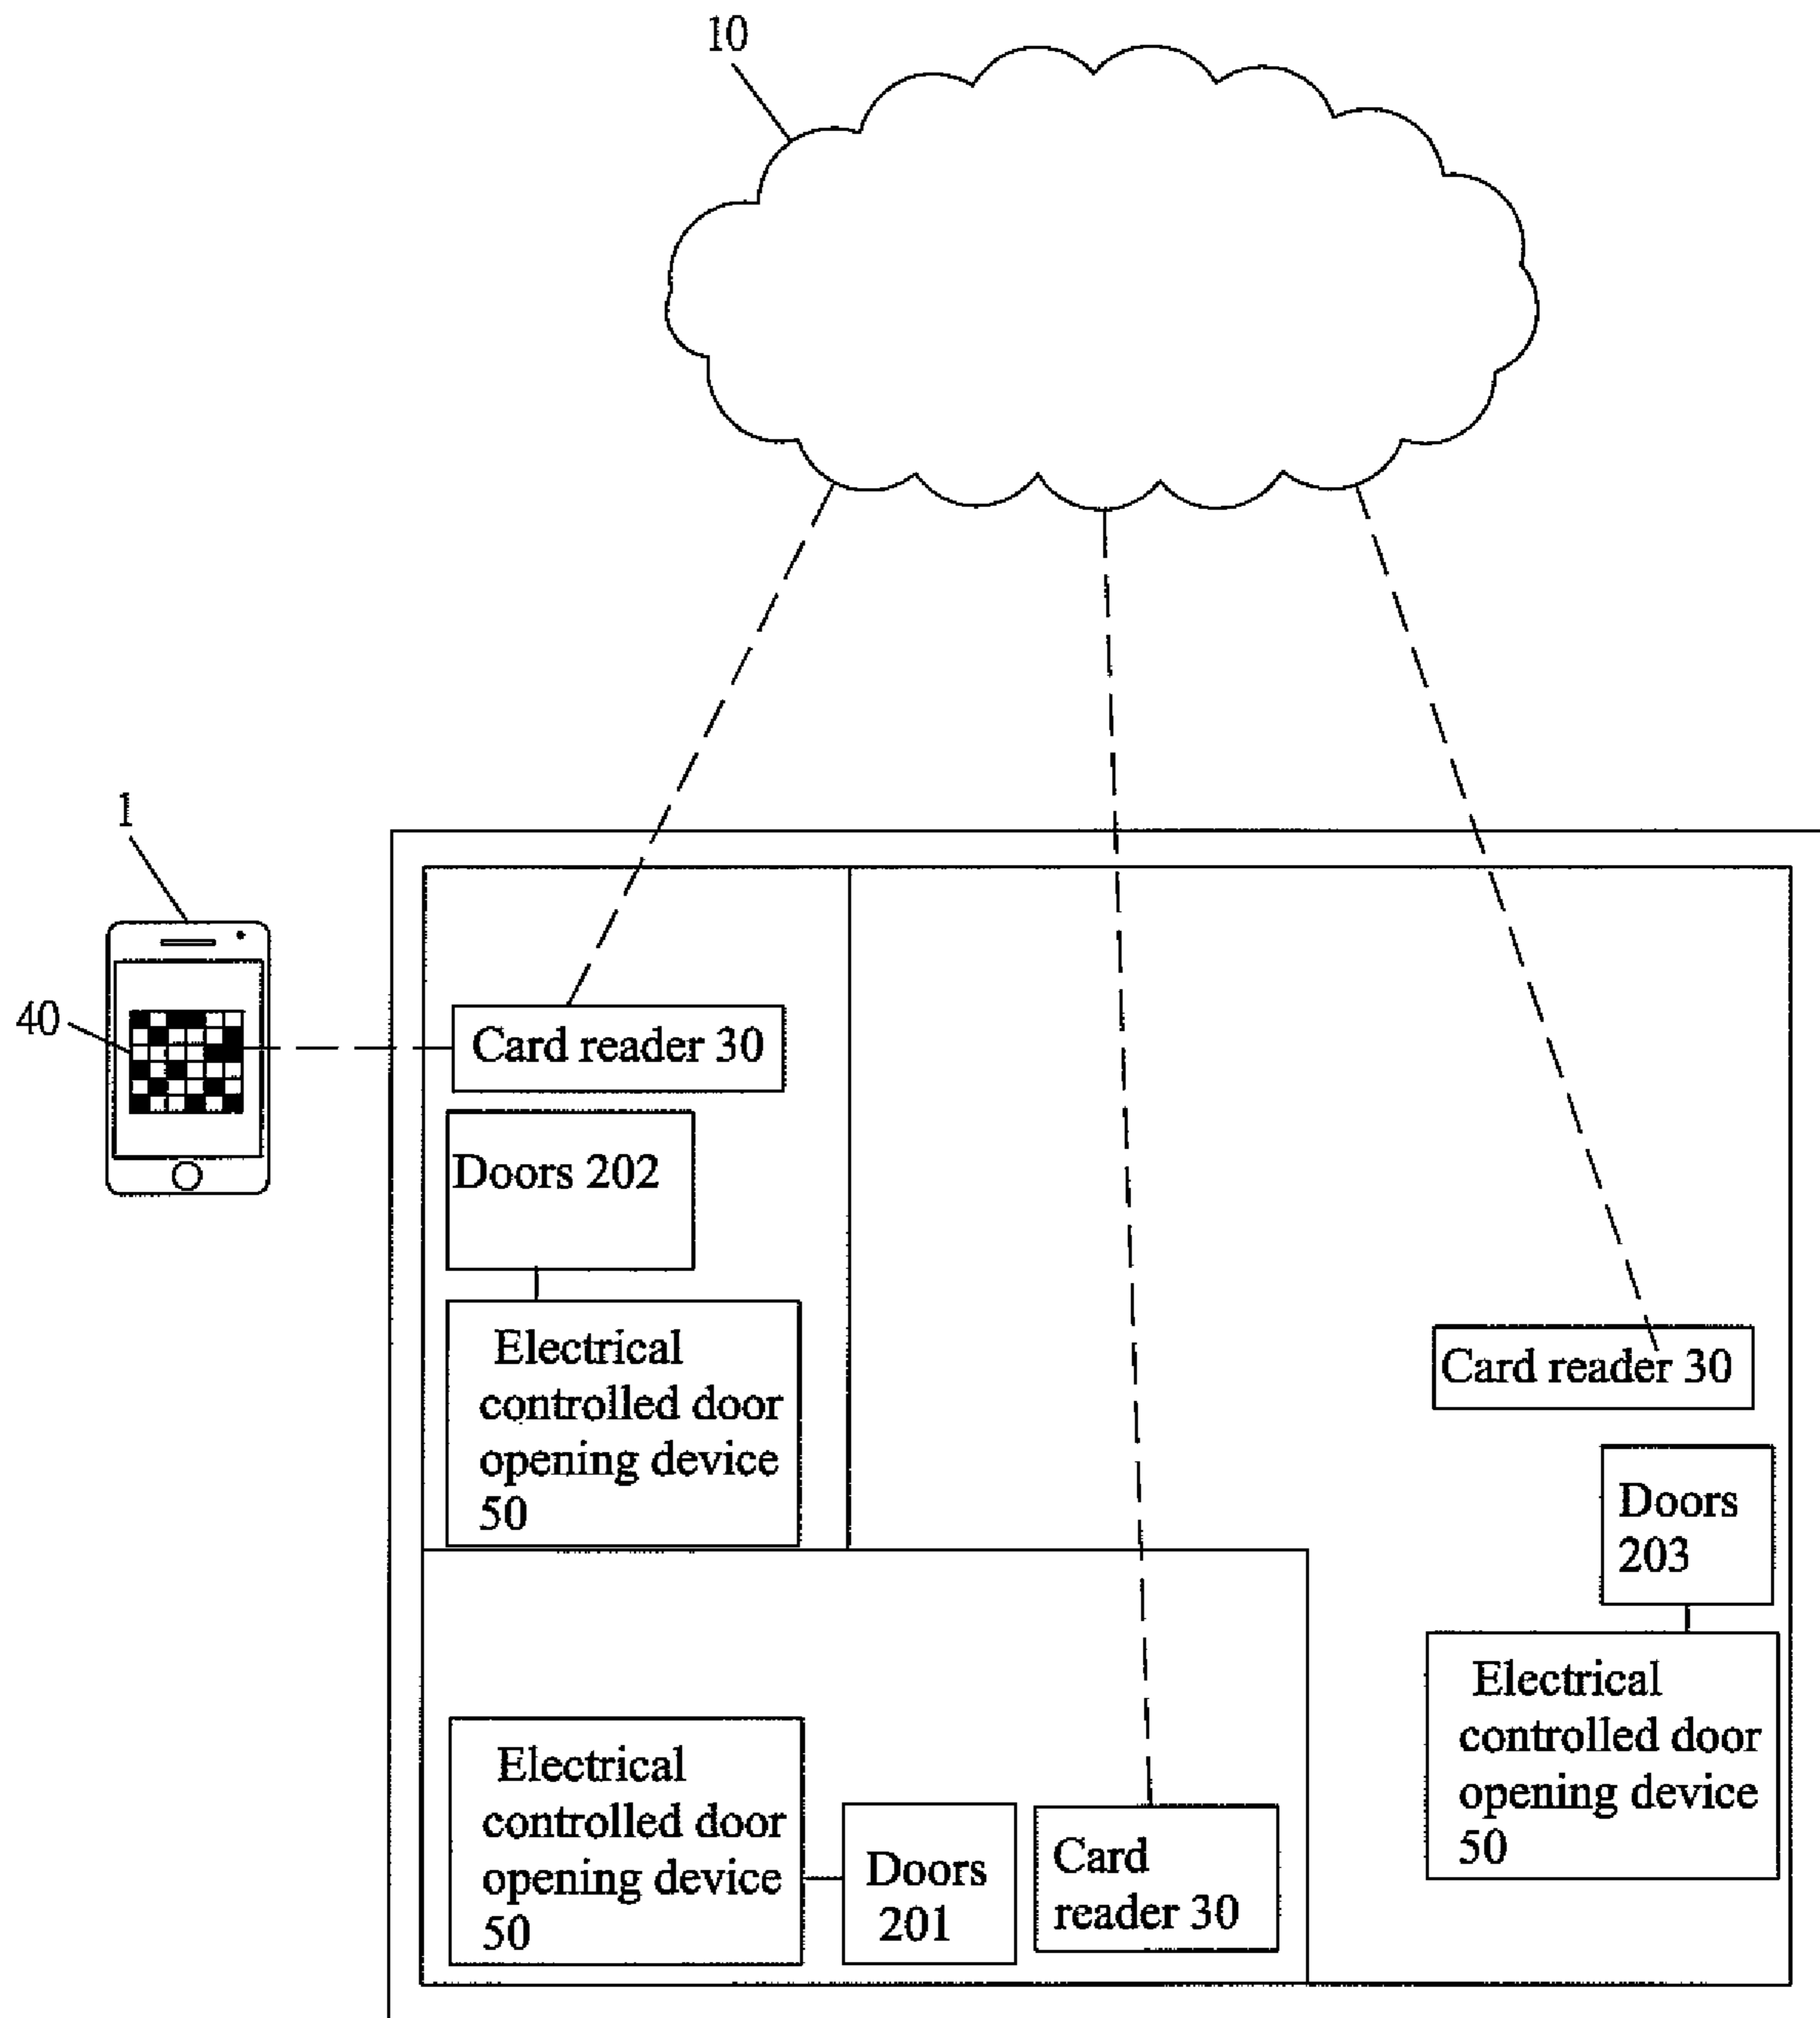 10
1
40
Card reader 30
Doors 202
Electrical
controlled door
opening device
50
Card reader 30
Doors
203
Electrical
controlled door
opening device
50
Electrical
controlled door
opening device
50
Doors
201
Card
reader 30